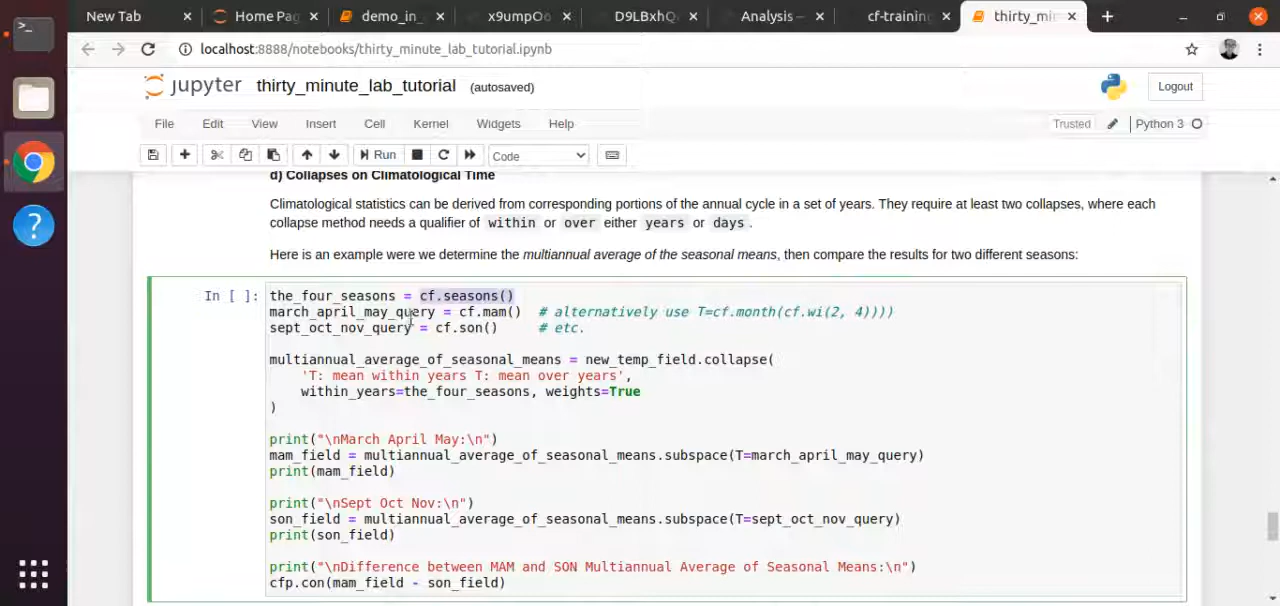 New Tab
Home Pag
demo_in_
x9umpOo
D9LBxhQ
Analysis –
cf-training
thirty_min
localhost:8888/notebooks/thirty_minute_lab_tutorial.ipynb
jupyter thirty_minute_lab_tutorial (autosaved)
Logout
File Edit View Insert Cell Kernel Widgets Help
Trusted Python 3
Run Code
d) Collapses on Climatological Time
Climatological statistics can be derived from corresponding portions of the annual cycle in a set of years. They require at least two collapses, where each
collapse method needs a qualifier of within or over either years or days.
Here is an example were we determine the multiannual average of the seasonal means, then compare the results for two different seasons:
In [ ]: the_four_seasons = cf.seasons()
march_april_may_query = cf.mam() # alternatively use T=cf.month(cf.wi(2, 4))))
sept_oct_nov_query = cf.son() # etc.
multiannual_average_of_seasonal_means = new_temp_field.collapse(
'T: mean within years T: mean over years',
within_years=the_four_seasons, weights=True
)
print("\nMarch April May:\n")
mam_field = multiannual_average_of_seasonal_means.subspace(T=march_april_may_query)
print(mam_field)
print("\nSept Oct Nov:\n")
son_field = multiannual_average_of_seasonal_means.subspace(T=sept_oct_nov_query)
print(son_field)
print("\nDifference between MAM and SON Multiannual Average of Seasonal Means:\n")
cfp.con(mam_field - son_field)